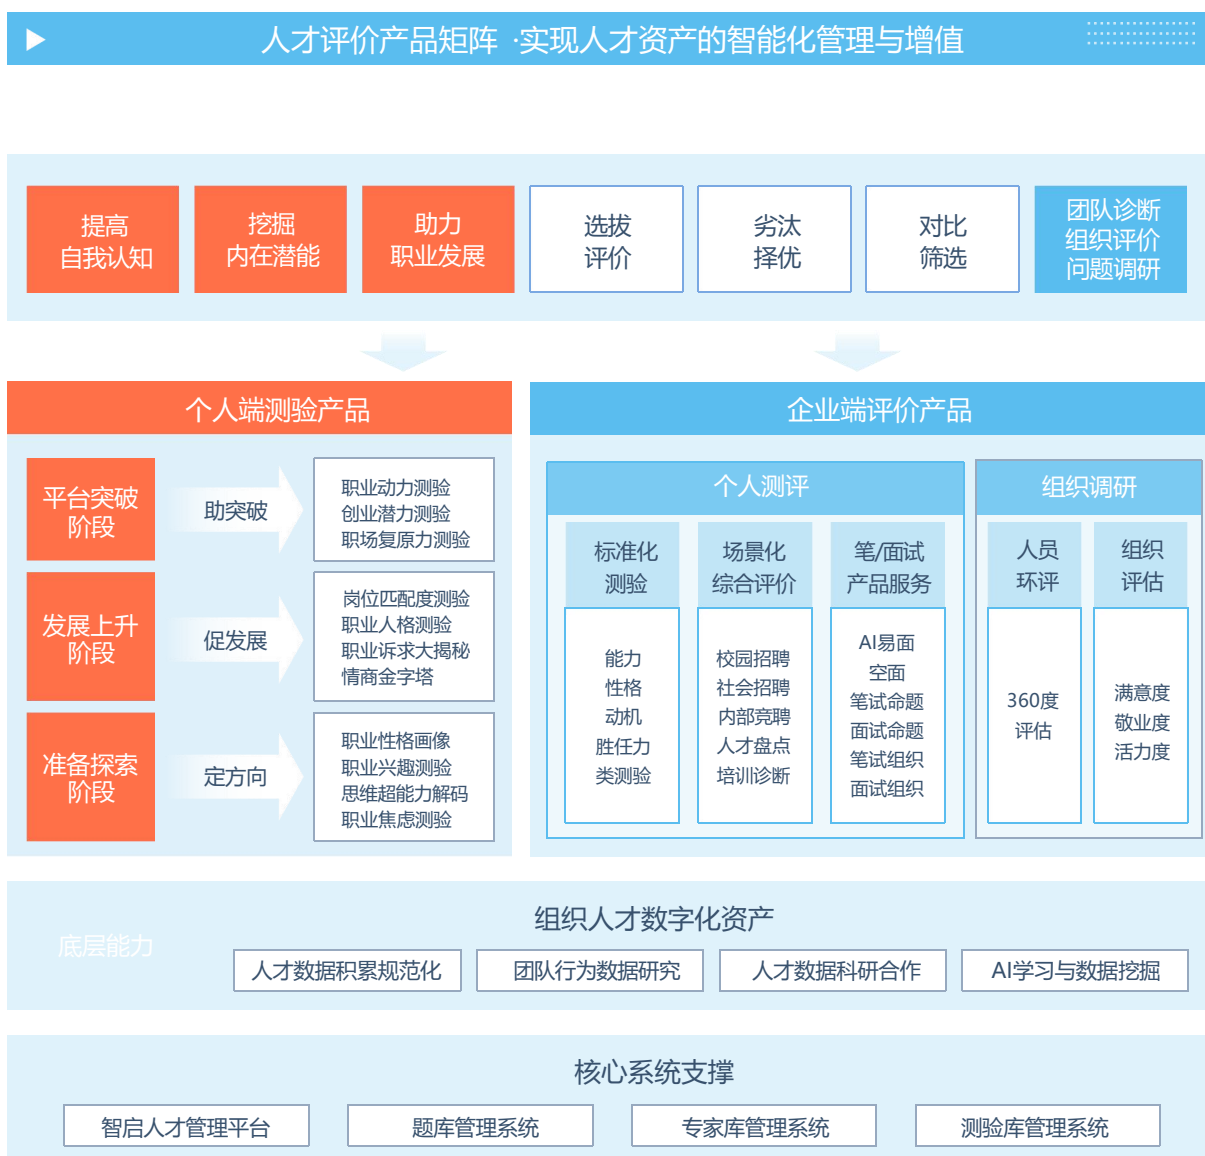 人才评价产品矩阵 ·实现人才资产的智能化管理与增值
提高
自我认知
挖掘
内在潜能
助力
职业发展
选拔
评价
劣汰
择优
对比
筛选
团队诊断
组织评价
问题调研
个人端测验产品
平台突破
阶段
助突破
职业动力测验
创业潜力测验
职场复原力测验
发展上升
阶段
促发展
岗位匹配度测验
职业人格测验
职业诉求大揭秘
情商金字塔
准备探索
阶段
定方向
职业性格画像
职业兴趣测验
思维超能力解码
职业焦虑测验
企业端评价产品
个人测评
标准化
测验
能力
性格
动机
胜任力
类测验
场景化
综合评价
校园招聘
社会招聘
内部竞聘
人才盘点
培训诊断
笔/面试
产品服务
AI易面
空面
笔试命题
面试命题
笔试组织
面试组织
组织调研
人员
环评
360度
评估
组织
评估
满意度
敬业度
活力度
底层能力
组织人才数字化资产
人才数据积累规范化
团队行为数据研究
人才数据科研合作
AI学习与数据挖掘
核心系统支撑
智启人才管理平台
题库管理系统
专家库管理系统
测验库管理系统